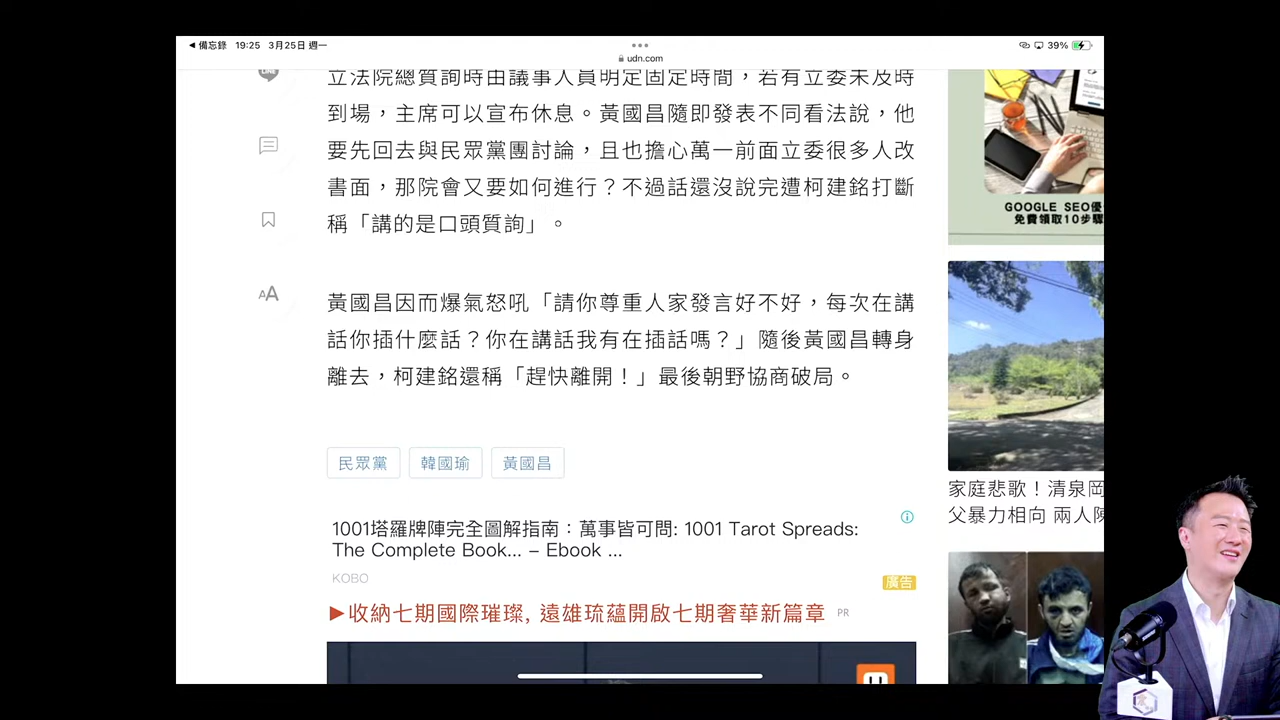 備忘錄 19:25 3月25日 週一
39%
udn.com
立法院總質詢時由議事人員明定固定時間，若有立委未及時
到場，主席可以宣布休息。黃國昌隨即發表不同看法說，他
要先回去與民眾黨團討論，且也擔心萬一前面立委很多人改
書面，那院會又要如何進行？不過話還沒說完遭柯建銘打斷
稱「講的是口頭質詢」。
黃國昌因而爆氣怒吼「請你尊重人家發言好不好，每次在講
話你插什麼話？你在講話我有在插話嗎？」隨後黃國昌轉身
離去，柯建銘還稱「趕快離開！」最後朝野協商破局。
AA
民眾黨 韓國瑜 黃國昌
1001塔羅牌陣完全圖解指南：萬事皆可問: 1001 Tarot Spreads:
The Complete Book... – Ebook ...
KOBO
廣告
▶收納七期國際璀璨, 遠雄琉蘊開啟七期奢華新篇章 PR
GOOGLE SEO優
免費領取10步驟
家庭悲歌！清泉岡
父暴力相向 兩人陳